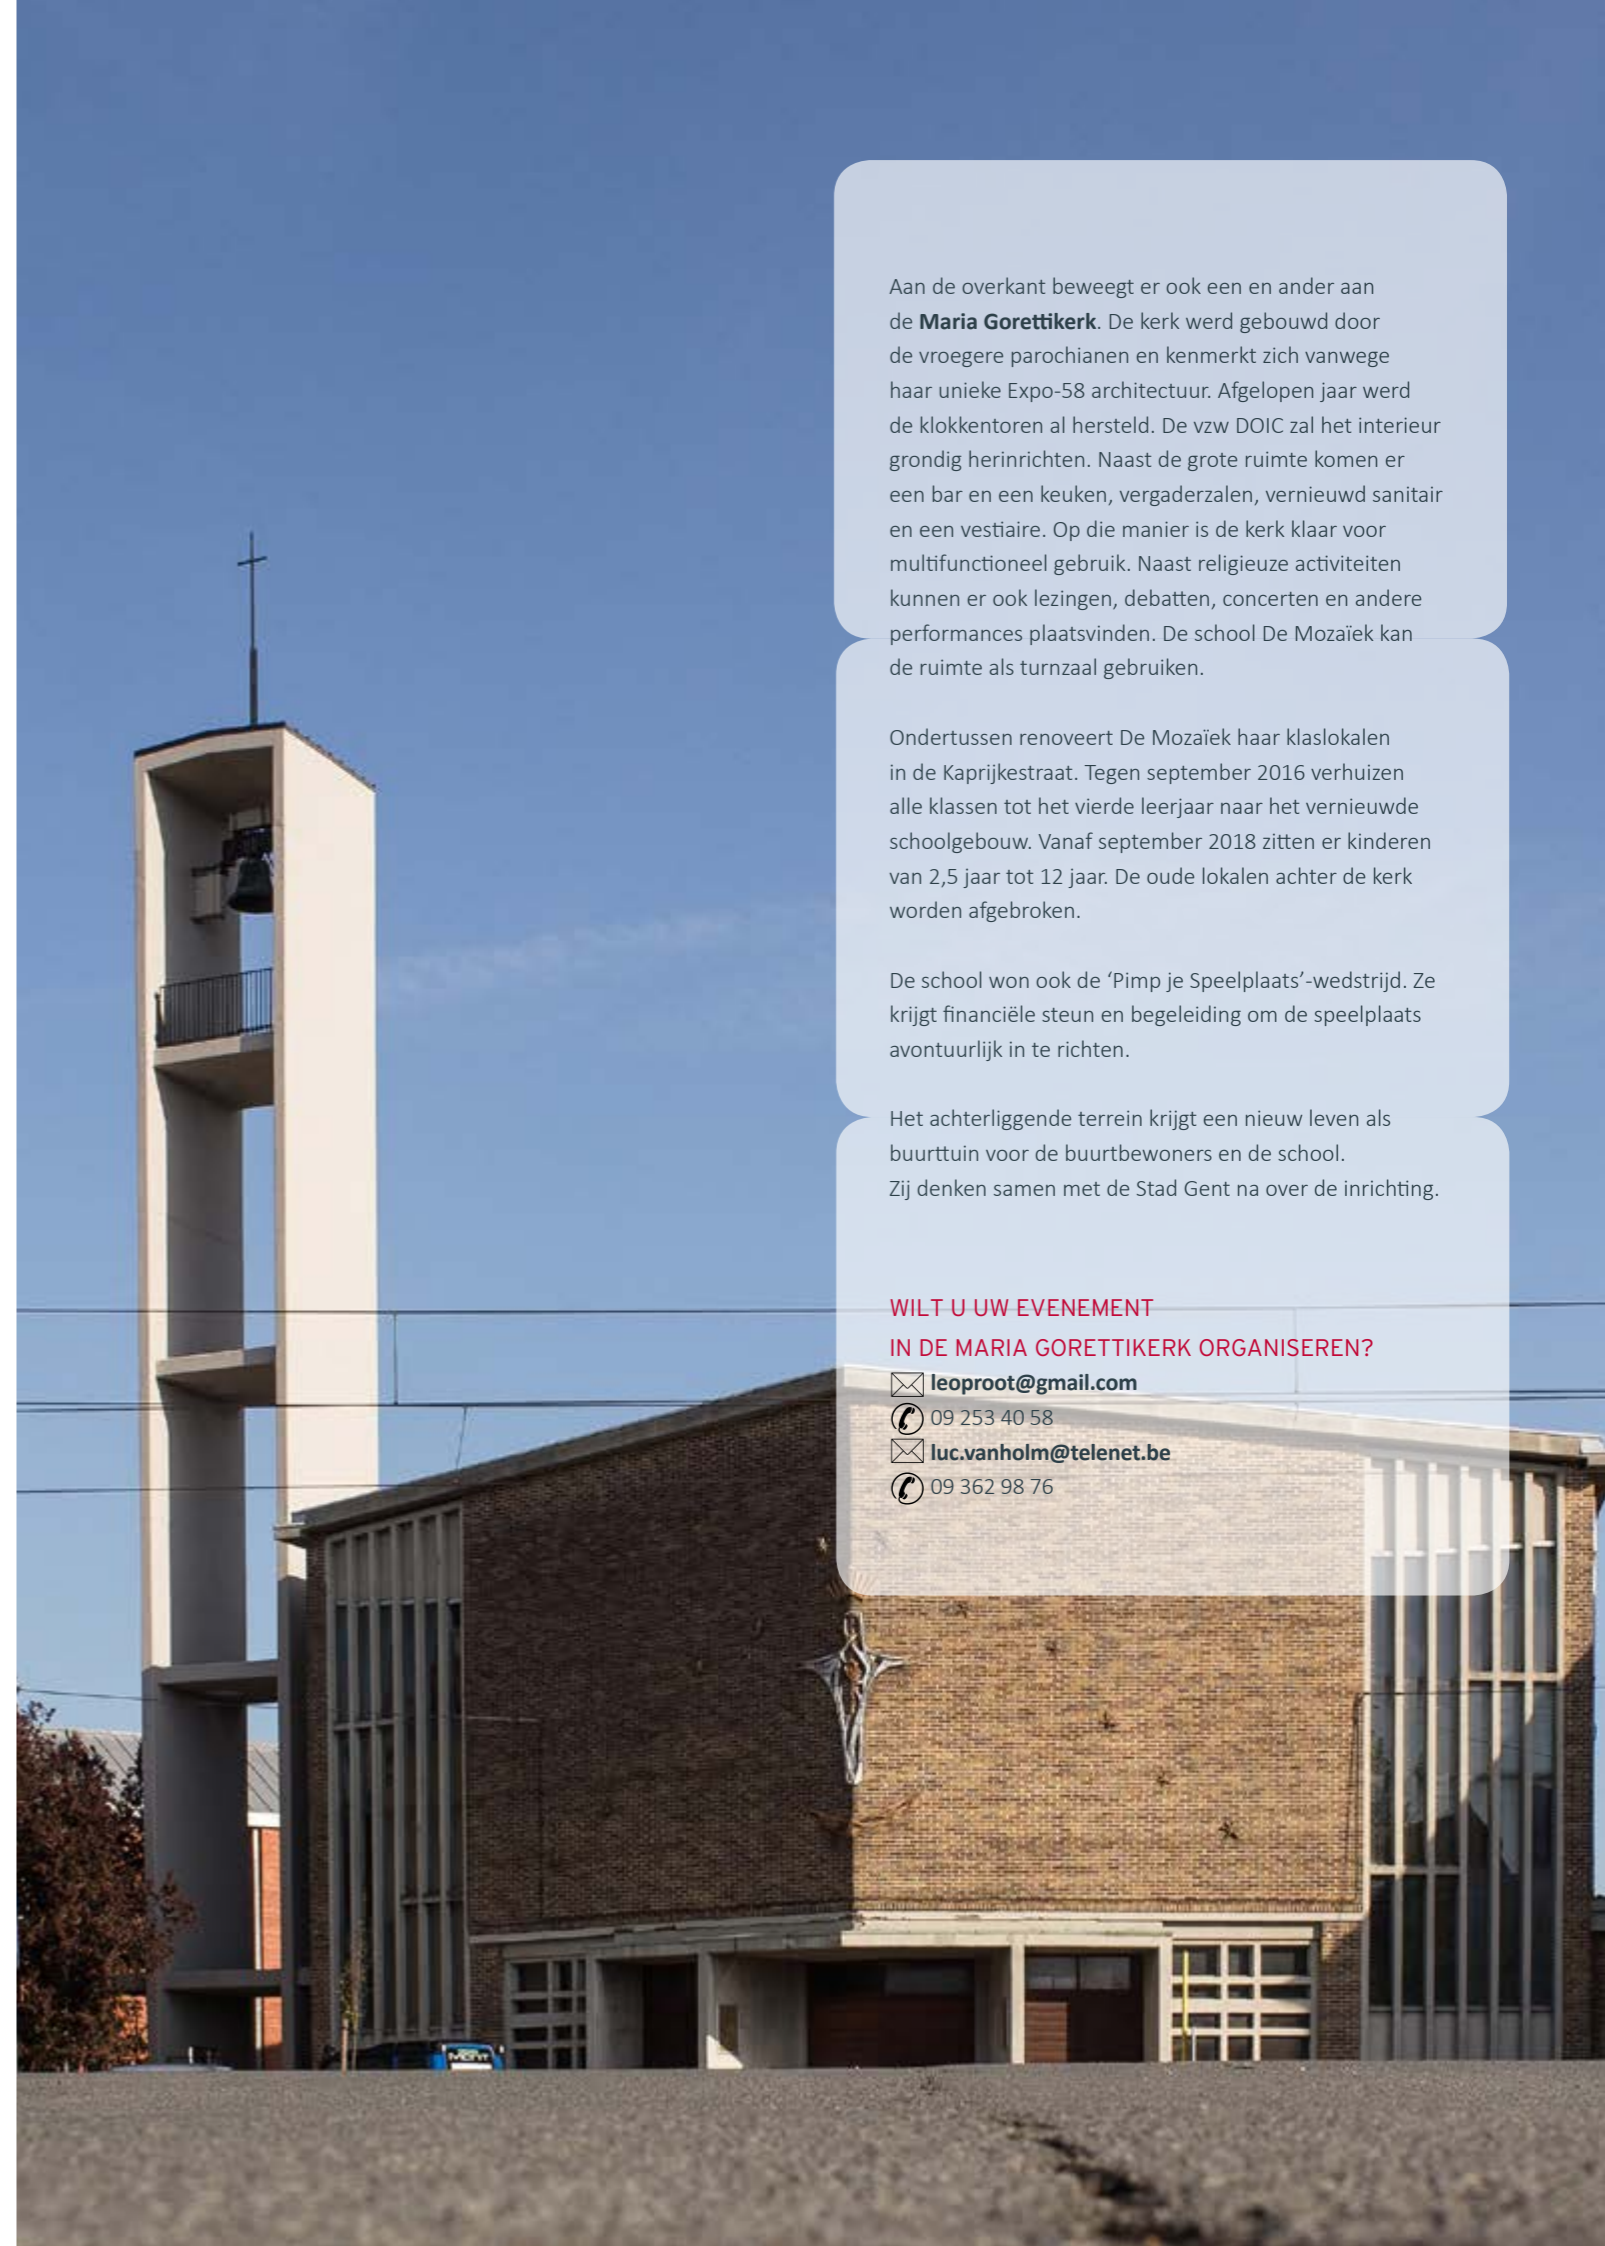 Aan de overkant beweegt er ook een en ander aan
de Maria Gorettikerk. De kerk werd gebouwd door
de vroegere parochianen en kenmerkt zich vanwege
haar unieke Expo-58 architectuur. Afgelopen jaar werd
de klokkentoren al hersteld. De vzw DOIC zal het interieur
grondig herinrichten. Naast de grote ruimte komen er
een bar en een keuken, vergaderzalen, vernieuwd sanitair
en een vestiaire. Op die manier is de kerk klaar voor
multifunctioneel gebruik. Naast religieuze activiteiten
kunnen er ook lezingen, debatten, concerten en andere
performances plaatsvinden. De school De Mozaïek kan
de ruimte als turnzaal gebruiken.
Ondertussen renoveert De Mozaïek haar klaslokalen
in de Kaprijkestraat. Tegen september 2016 verhuizen
alle klassen tot het vierde leerjaar naar het vernieuwde
schoolgebouw. Vanaf september 2018 zitten er kinderen
van 2,5 jaar tot 12 jaar. De oude lokalen achter de kerk
worden afgebroken.
De school won ook de ‘Pimp je Speelplaats’-wedstrijd. Ze
krijgt financiële steun en begeleiding om de speelplaats
avontuurlijk in te richten.
Het achterliggende terrein krijgt een nieuw leven als
buurttuin voor de buurtbewoners en de school.
Zij denken samen met de Stad Gent na over de inrichting.
WILT U UW EVENEMENT
IN DE MARIA GORETTIKERK ORGANISEREN?
leoproot@gmail.com
09 253 40 58
luc.vanholm@telenet.be
09 362 98 76